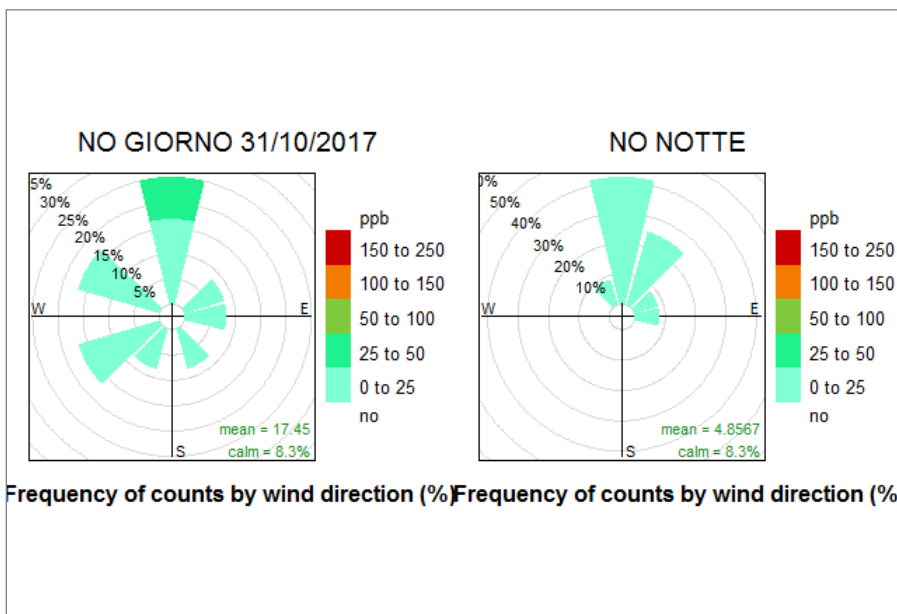 NO GIORNO 31/10/2017
5%
30%
25%
20%
15%
10%
5%
W
E
S
mean = 17.45
calm = 8.3%
ppb
150 to 250
100 to 150
50 to 100
25 to 50
0 to 25
no
Frequency of counts by wind direction (%)
NO NOTTE
0%
50%
40%
30%
20%
10%
W
E
S
mean = 4.8567
calm = 8.3%
ppb
150 to 250
100 to 150
50 to 100
25 to 50
0 to 25
no
Frequency of counts by wind direction (%